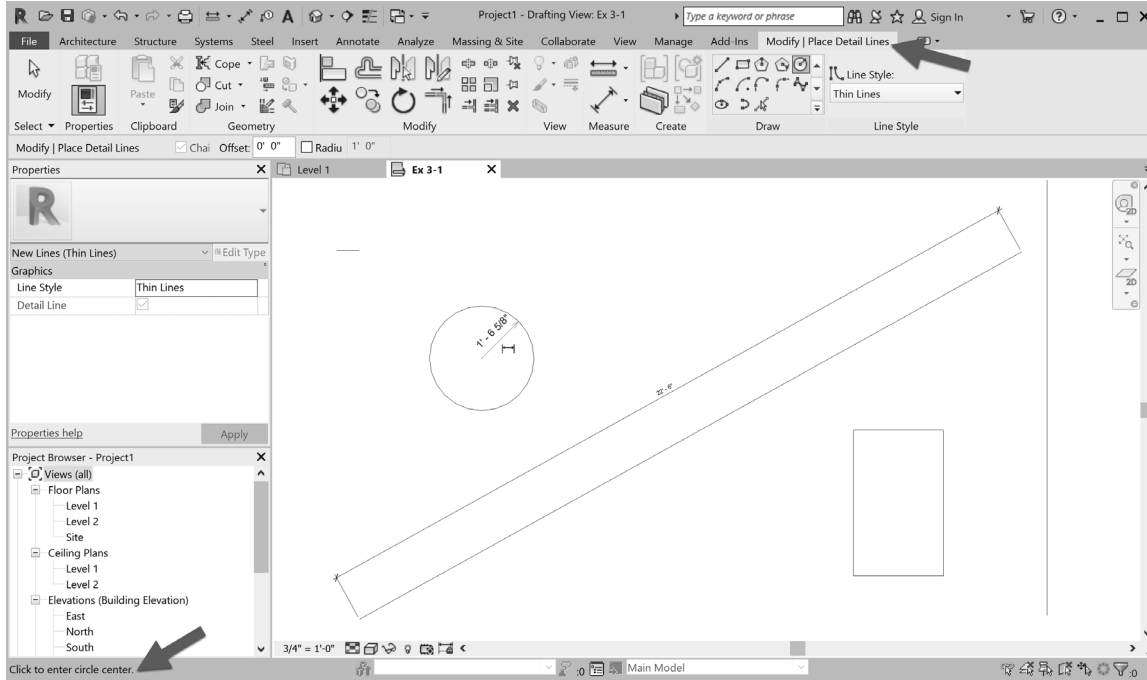 Project1 - Drafting View: Ex 3-1
Type a keyword or phrase
Sign In
File Architecture Structure Systems Steel Insert Annotate Analyze Massing & Site Collaborate View Manage Add-Ins Modify | Place Detail Lines
Modify
Paste
Cope
Cut
Join
Line Style:
Thin Lines
Select Properties Clipboard Geometry Modify View Measure Create Draw Line Style
Modify | Place Detail Lines Chai Offset: 0' 0" Radiu 1' 0"
Properties
Level 1
Ex 3-1
New Lines (Thin Lines)
Edit Type
Graphics
Line Style Thin Lines
Detail Line
Properties help
Apply
Project Browser - Project1
Views (all)
Floor Plans
Level 1
Level 2
Site
Ceiling Plans
Level 1
Level 2
Elevations (Building Elevation)
East
North
South
1' - 6 5/8"
22' - 6"
2D
2D
3/4" = 1'-0"
Click to enter circle center.
:0
Main Model
:0